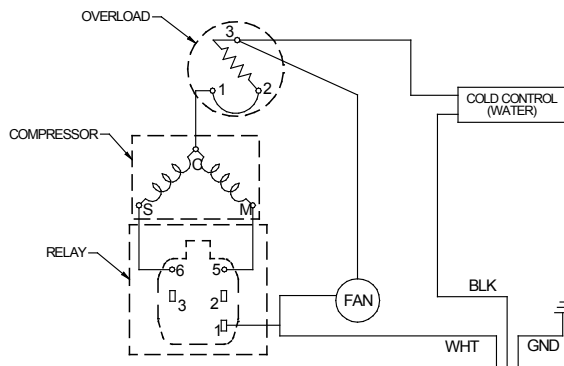 OVERLOAD
3
1
2
COLD CONTROL
(WATER)
COMPRESSOR
C
S
M
RELAY
6
5
3
2
1
FAN
BLK
WHT
GND